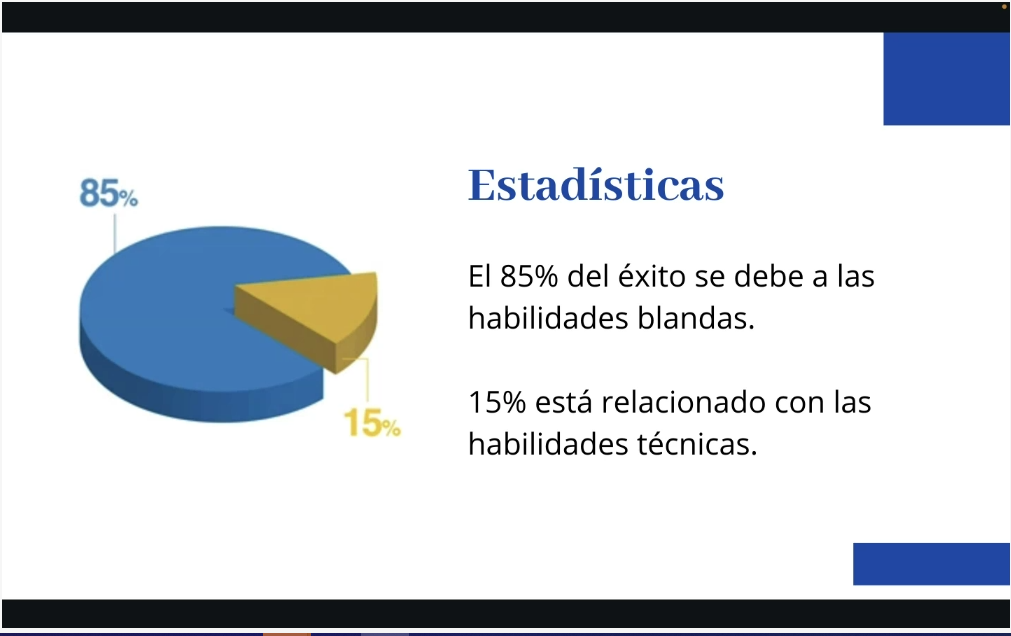 85%
Estadísticas
El 85% del éxito se debe a las
habilidades blandas.
15% está relacionado con las
habilidades técnicas.
15%